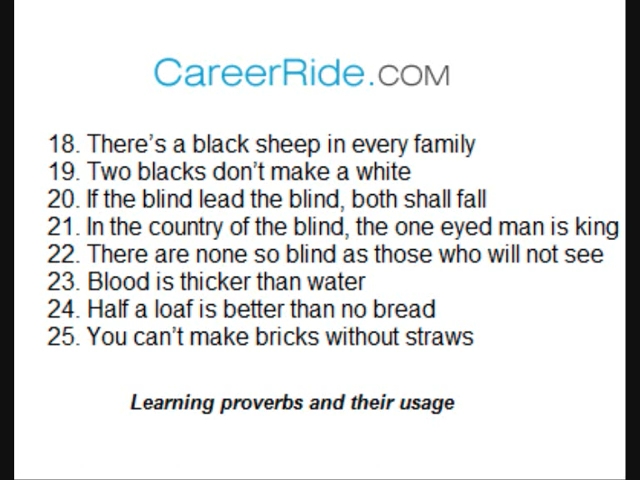 CareerRide.COM
18. There's a black sheep in every family
19. Two blacks don't make a white
20. If the blind lead the blind, both shall fall
21. In the country of the blind, the one eyed man is king
22. There are none so blind as those who will not see
23. Blood is thicker than water
24. Half a loaf is better than no bread
25. You can't make bricks without straws
Learning proverbs and their usage